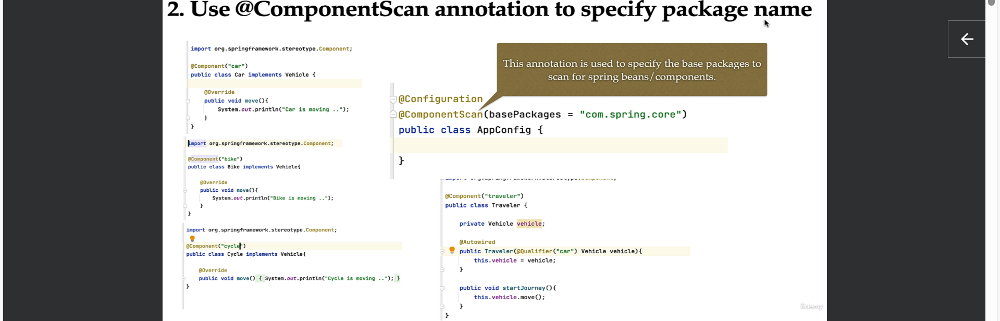 2. Use @ComponentScan annotation to specify package name
import org.springframework.stereotype.Component;
@Component("car")
public class Car implements Vehicle {
@Override
public void move(){
System.out.println("Car is moving ..");
}
}
import org.springframework.stereotype.Component;
@Component("bike")
public class Bike implements Vehicle{
@Override
public void move(){
System.out.println("Bike is moving ..");
}
}
import org.springframework.stereotype.Component;
@Component("cycle")
public class Cycle implements Vehicle{
@Override
public void move() { System.out.println("Cycle is moving .."); }
}
This annotation is used to specify the base packages to
scan for spring beans/components.
@Configuration
@ComponentScan(basePackages = "com.spring.core")
public class AppConfig {
}
import org.springframework.stereotype.Component;
@Component("traveler")
public class Traveler {
private Vehicle vehicle;
@Autowired
public Traveler(@Qualifier("car") Vehicle vehicle){
this.vehicle = vehicle;
}
public void startJourney(){
this.vehicle.move();
}
}
ûdemy